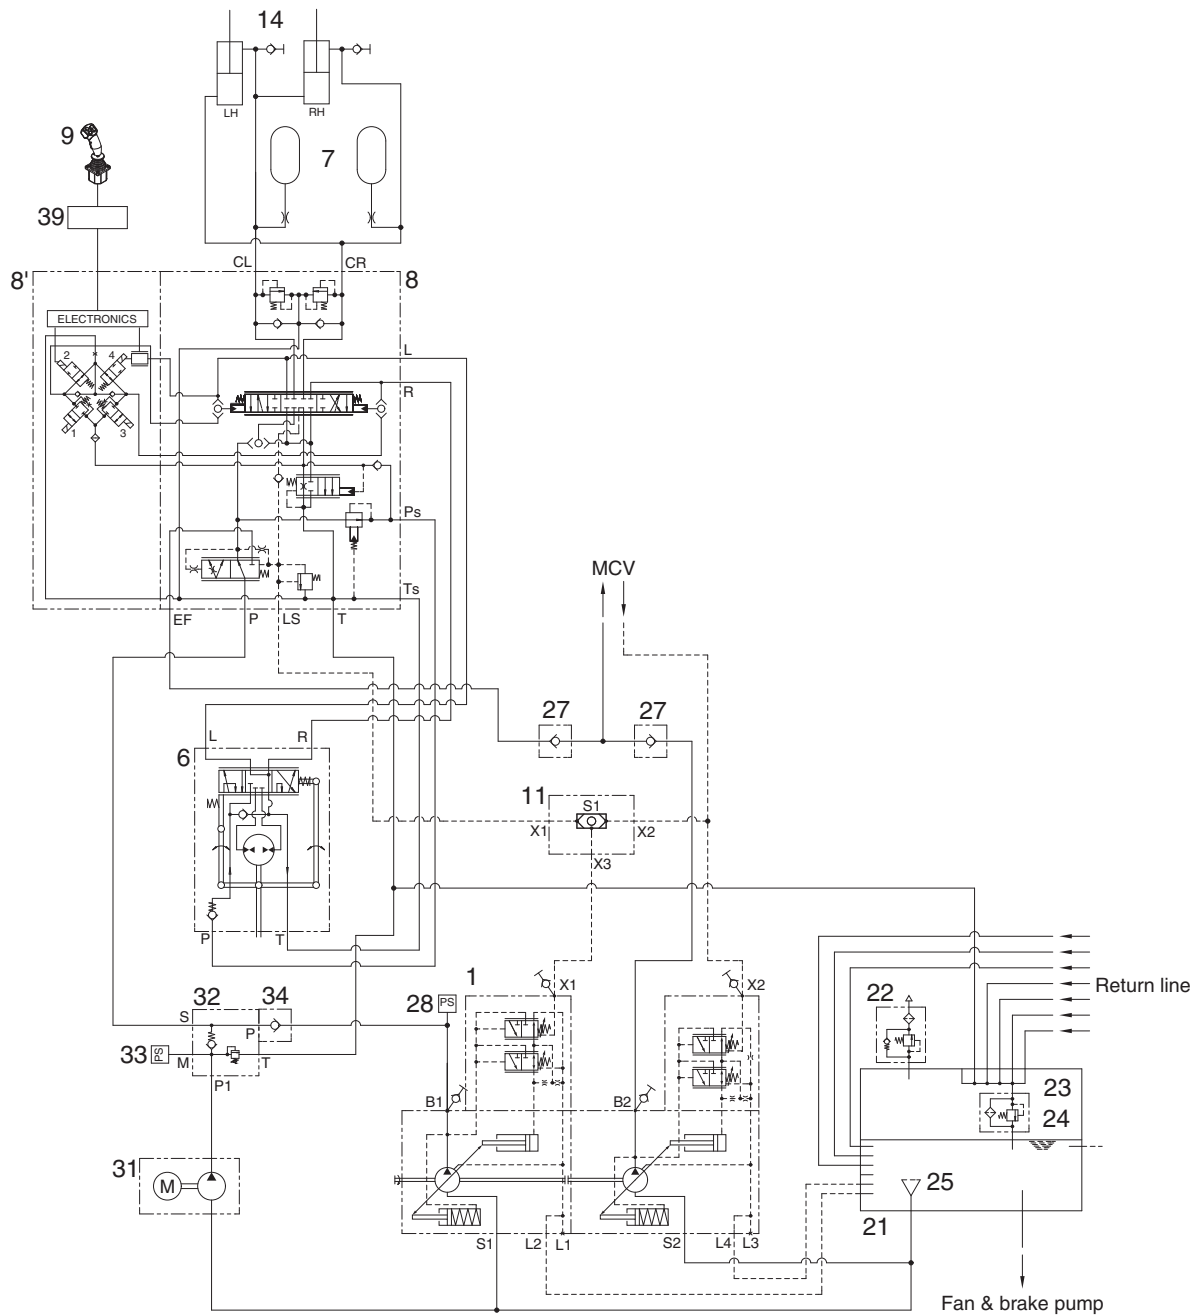 14
LH
RH
9
7
39
CL
CR
8'
8
ELECTRONICS
L
2
4
R
1
3
Ps
MCV
Ts
EF
P
LS
T
27
27
L
R
6
11
S1
X1
X2
X3
P
T
1
X1
X2
Return line
32
34
28
PS
22
S
P
33
PS
M
T
P1
23
B1
B2
24
31
M
25
21
S1
L2
L1
S2
L4
L3
Fan & brake pump